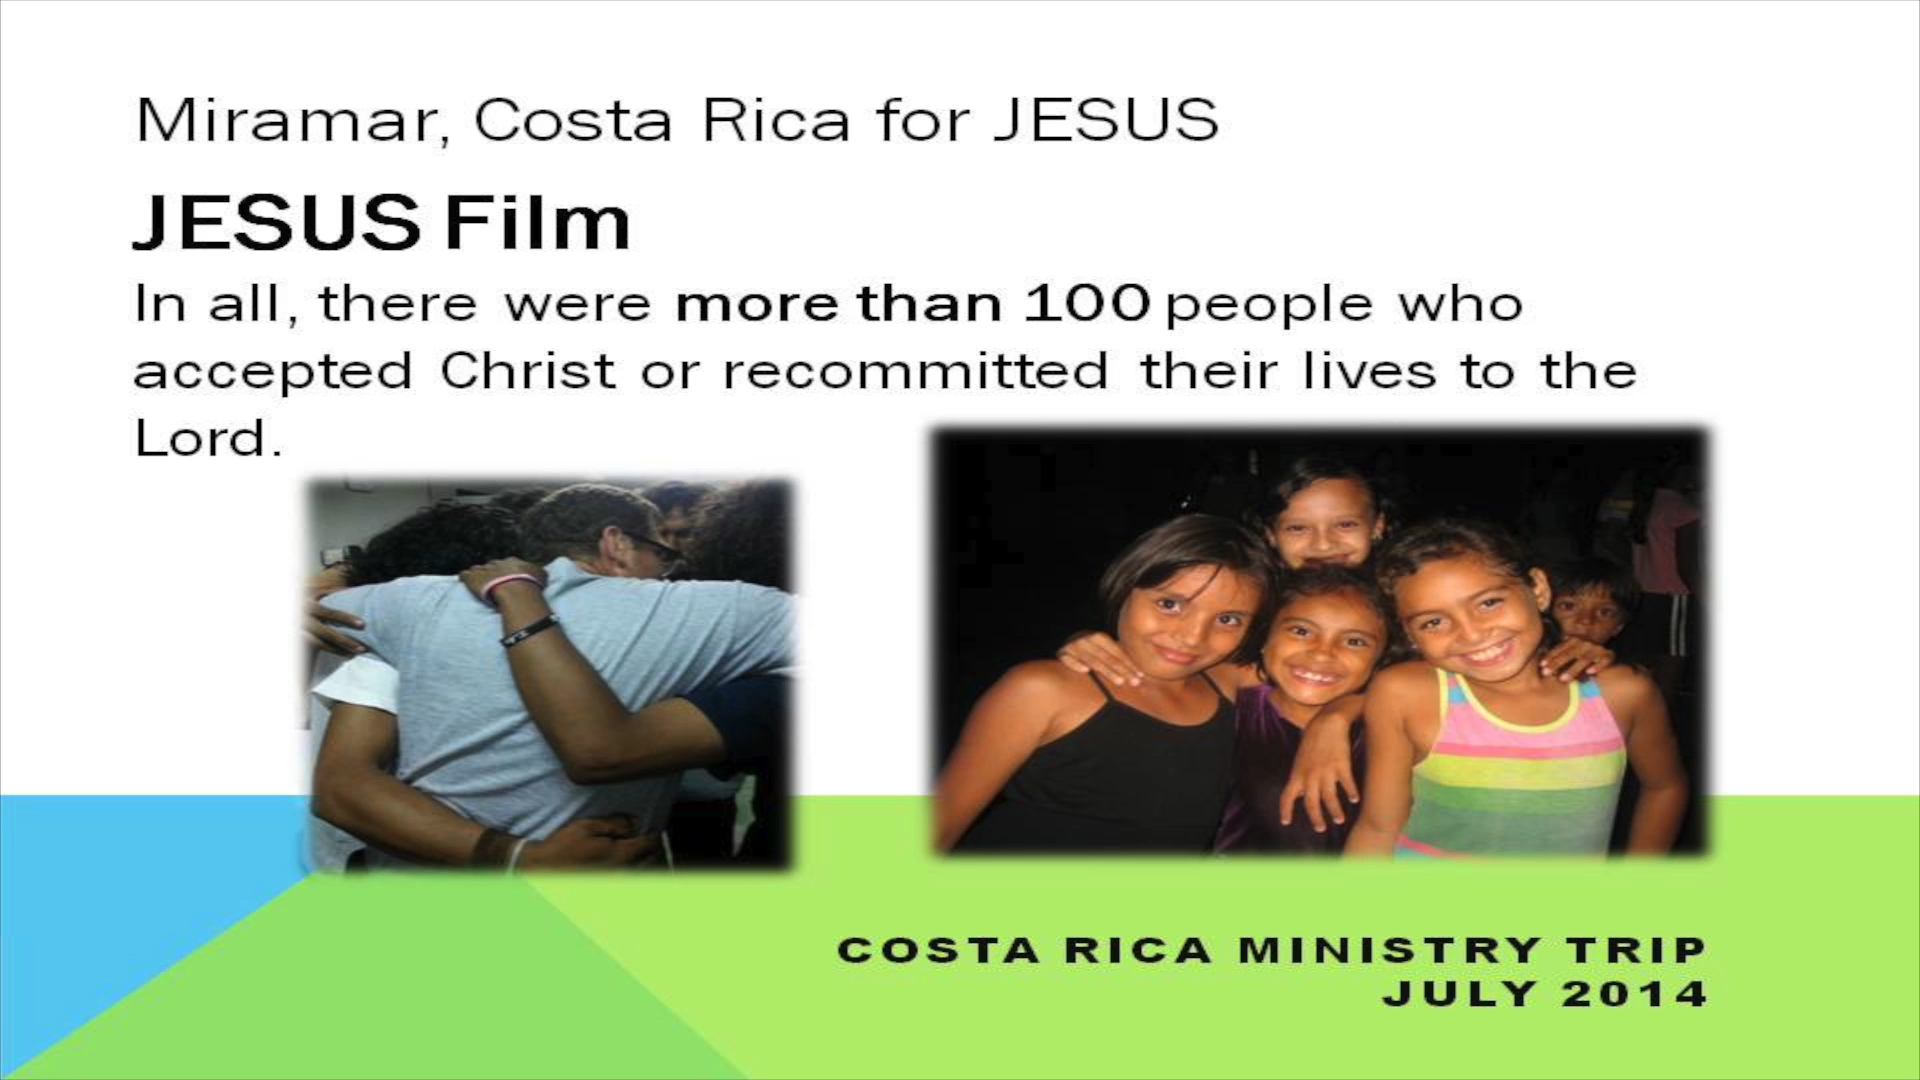 Miramar, Costa Rica for JESUS
JESUS Film
In all, there were more than 100 people who
accepted Christ or recommitted their lives to the
Lord.
COSTA RICA MINISTRY TRIP
JULY 2014